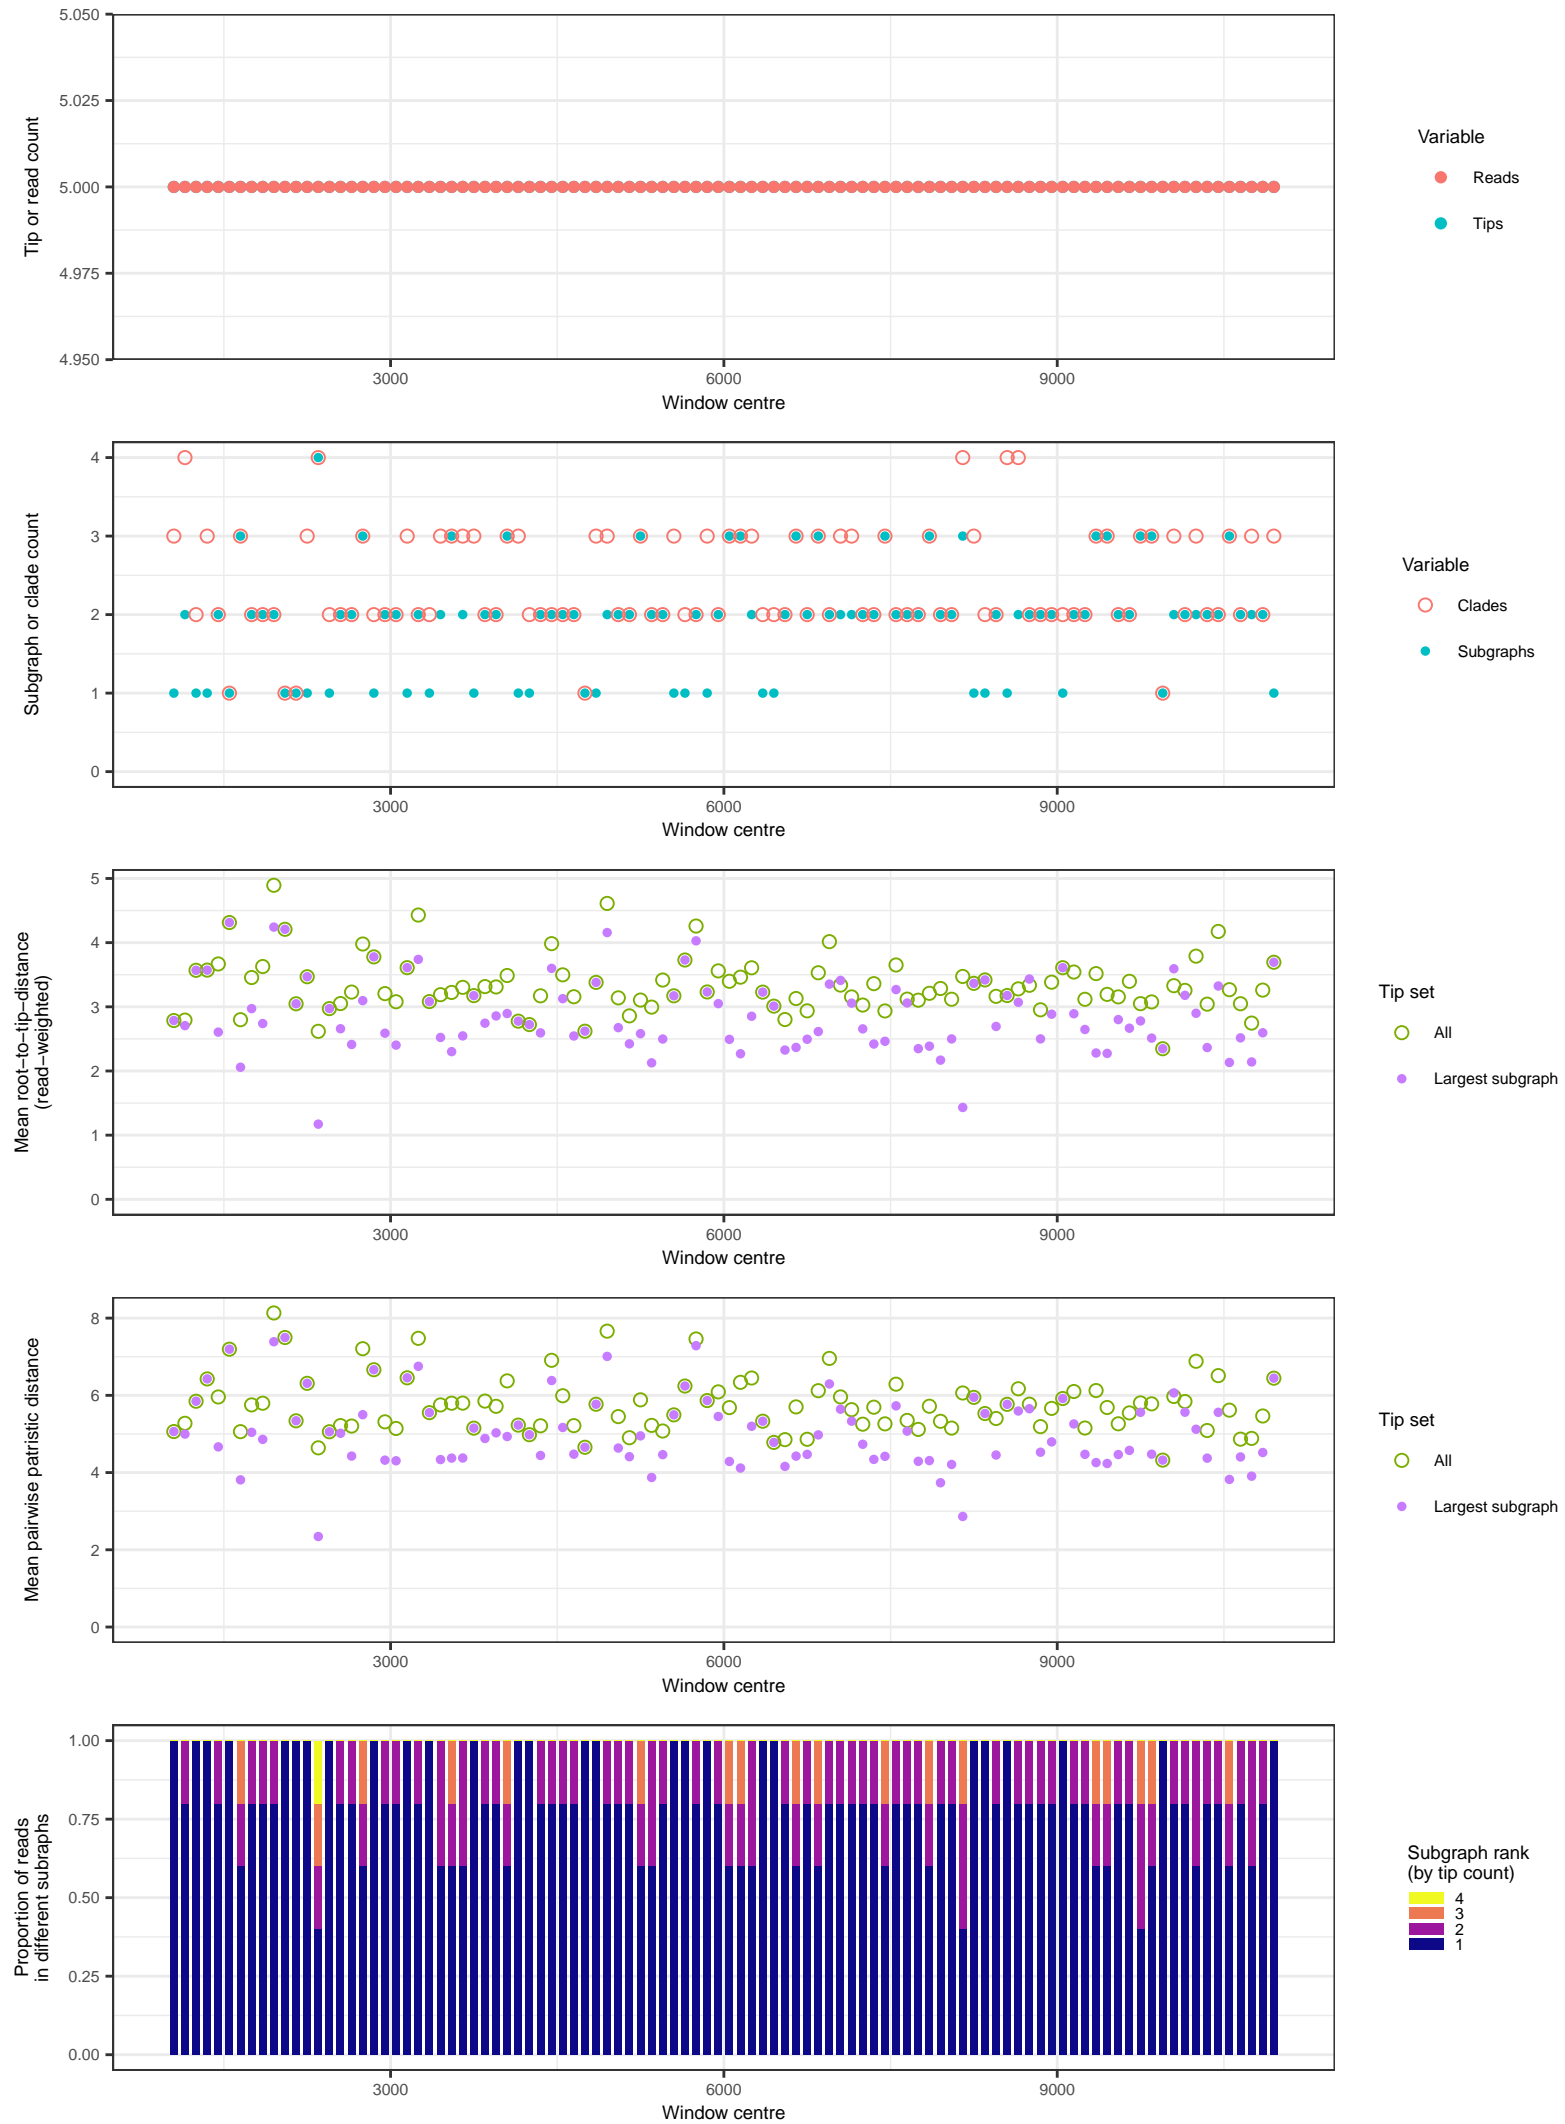 5.050
5.025
5.000
4.975
4.950
Tip or read count
3000
6000
9000
Window centre
Variable
Reads
Tips
4
3
2
1
0
Subgraph or clade count
3000
6000
9000
Window centre
Variable
Clades
Subgraphs
5
4
3
2
1
0
Mean root−to−tip−distance
(read−weighted)
3000
6000
9000
Window centre
Tip set
All
Largest subgraph
8
6
4
2
0
Mean pairwise patristic distance
3000
6000
9000
Window centre
Tip set
All
Largest subgraph
1.00
0.75
0.50
0.25
0.00
Proportion of reads
in different subraphs
3000
6000
9000
Window centre
Subgraph rank
(by tip count)
4
3
2
1